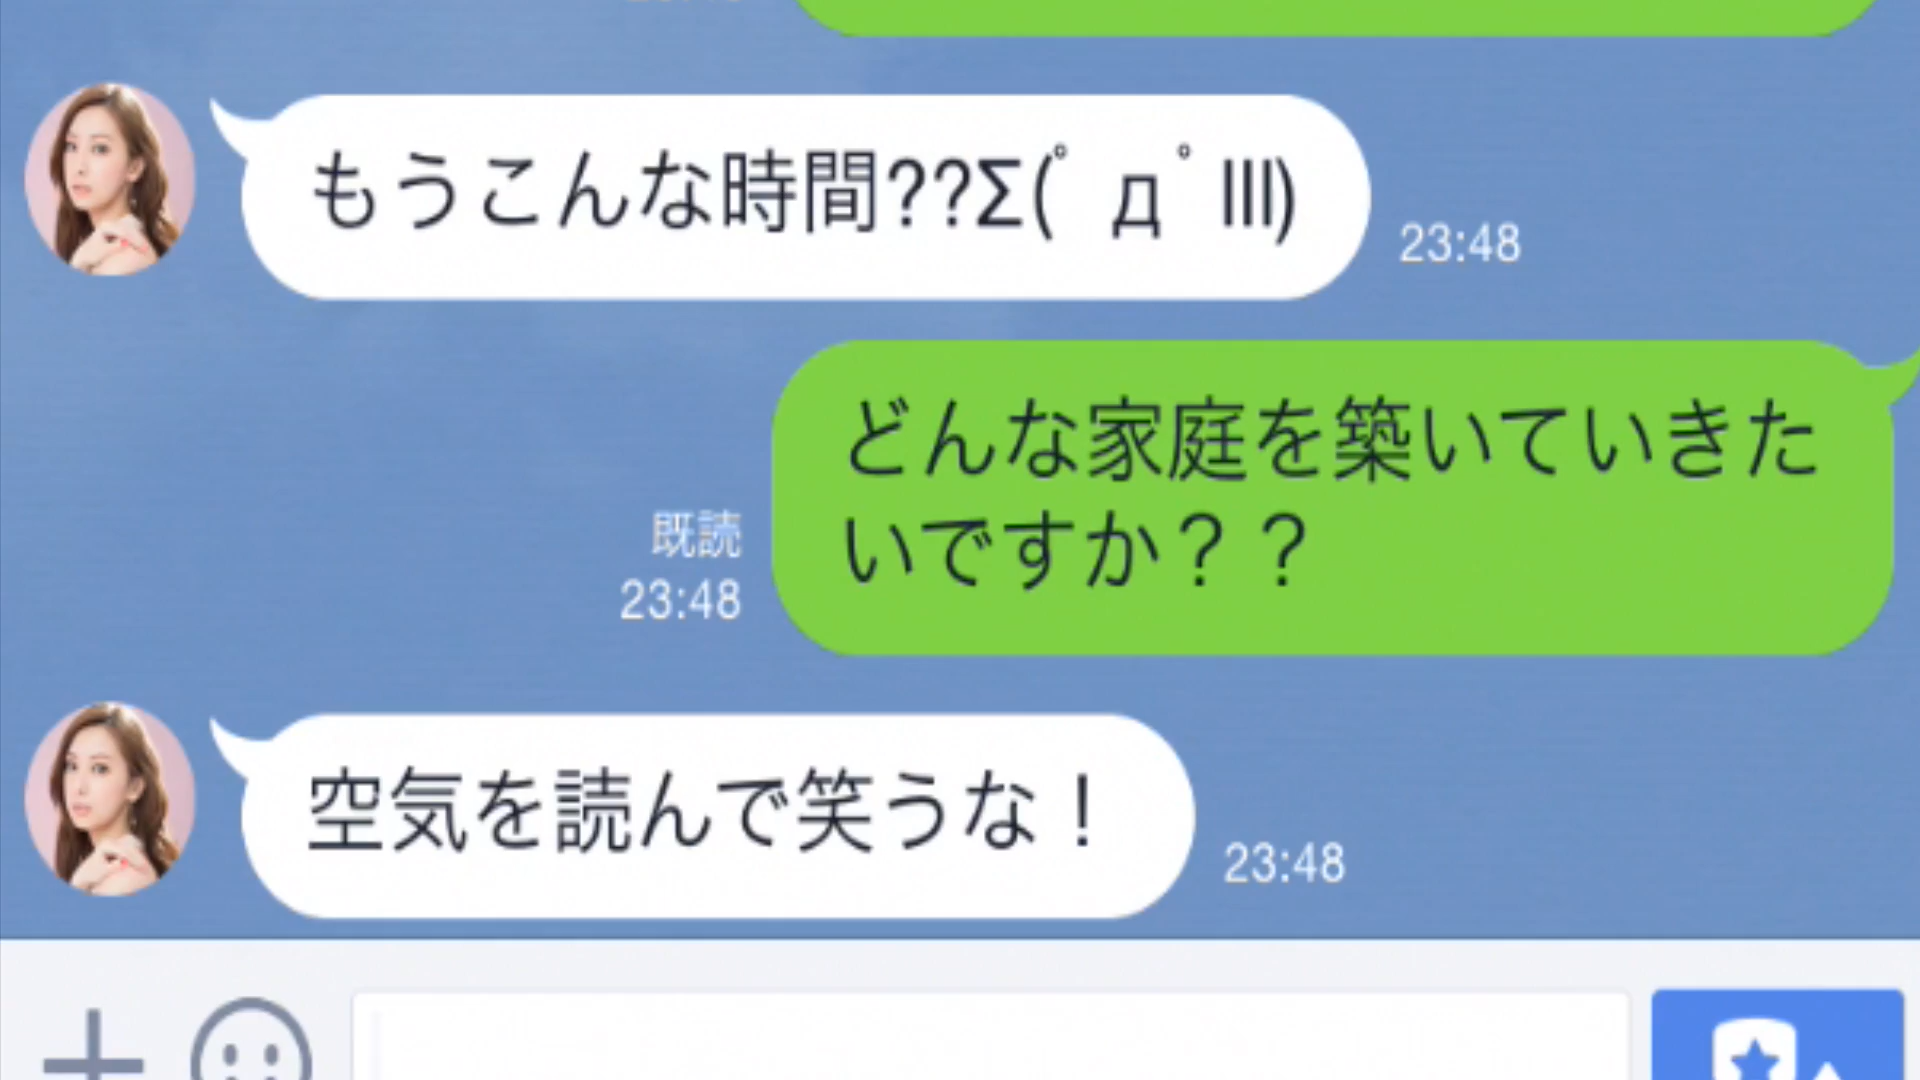 もうこんな時間??Σ(ﾟдﾟlll)
23:48
どんな家庭を築いていきた
いですか？？
既読
23:48
空気を読んで笑うな！
23:48